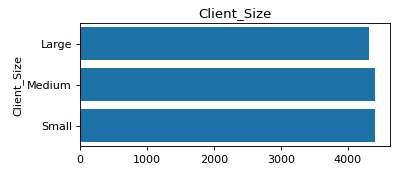 Client_Size
Client_Size
Large
Medium
Small
0 1000 2000 3000 4000